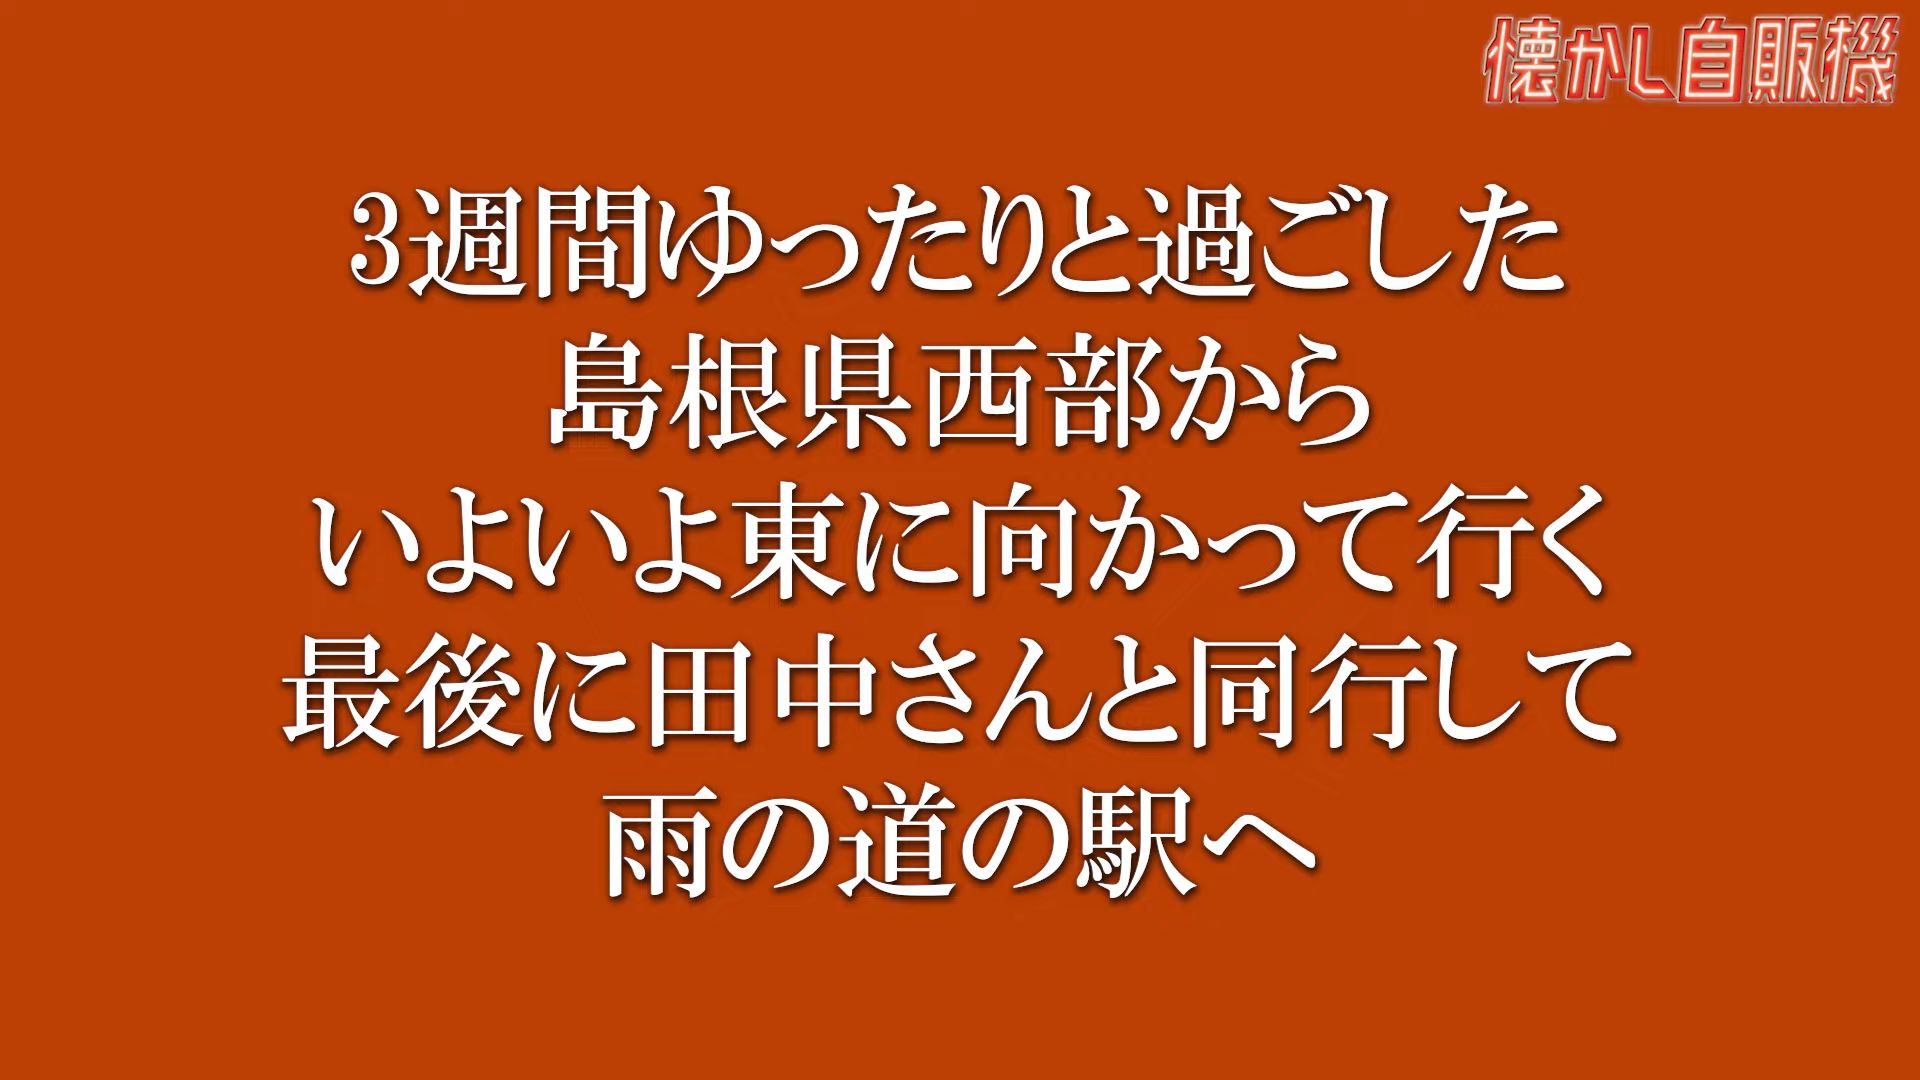 懐かし自販機
3週間ゆったりと過ごした
島根県西部から
いよいよ東に向かって行く
最後に田中さんと同行して
雨の道の駅へ